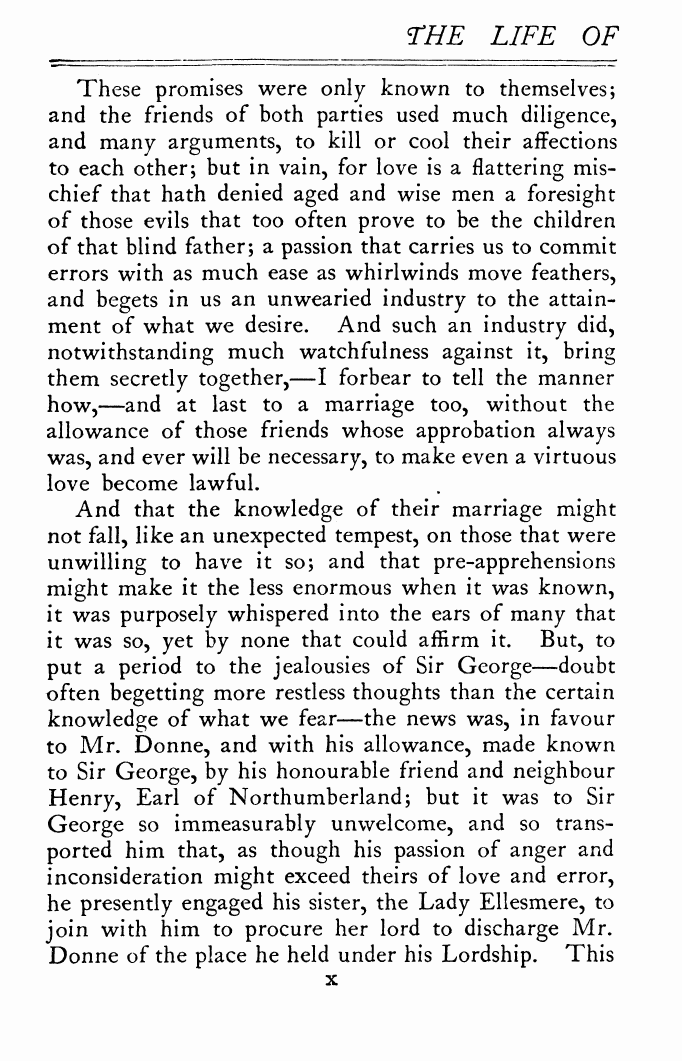 THE LIFE OF
These promises were only known to themselves;
and the friends of both parties used much diligence,
and many arguments, to kill or cool their affections
to each other; but in vain, for love is a flattering mis-
chief that hath denied aged and wise men a foresight
of those evils that too often prove to be the children
of that blind father; a passion that carries us to commit
errors with as much ease as whirlwinds move feathers,
and begets in us an unwearied industry to the attain-
ment of what we desire. And such an industry did,
notwithstanding much watchfulness against it, bring
them secretly together,—I forbear to tell the manner
how,—and at last to a marriage too, without the
allowance of those friends whose approbation always
was, and ever will be necessary, to make even a virtuous
love become lawful.
And that the knowledge of their marriage might
not fall, like an unexpected tempest, on those that were
unwilling to have it so; and that pre-apprehensions
might make it the less enormous when it was known,
it was purposely whispered into the ears of many that
it was so, yet by none that could affirm it. But, to
put a period to the jealousies of Sir George—doubt
often begetting more restless thoughts than the certain
knowledge of what we fear—the news was, in favour
to Mr. Donne, and with his allowance, made known
to Sir George, by his honourable friend and neighbour
Henry, Earl of Northumberland; but it was to Sir
George so immeasurably unwelcome, and so trans-
ported him that, as though his passion of anger and
inconsideration might exceed theirs of love and error,
he presently engaged his sister, the Lady Ellesmere, to
join with him to procure her lord to discharge Mr.
Donne of the place he held under his Lordship. This
x